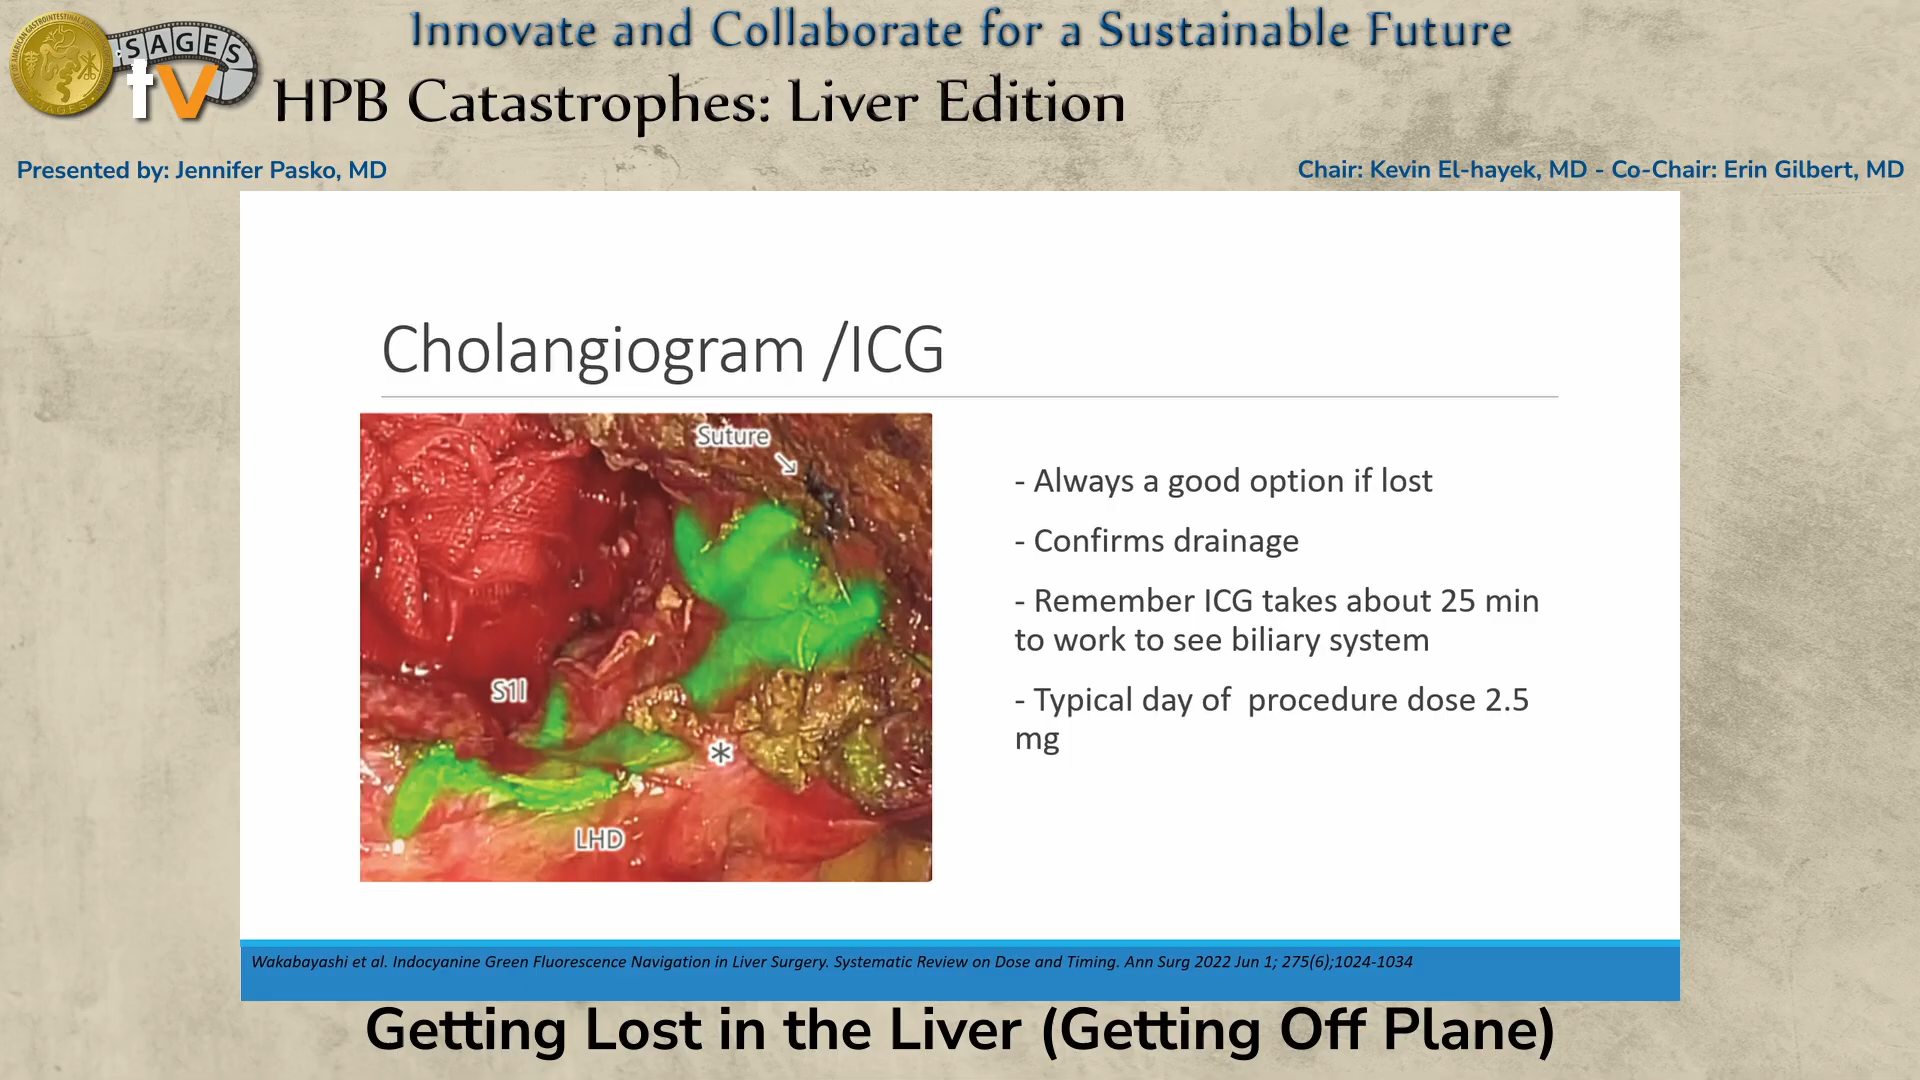 Innovate and Collaborate for a Sustainable Future
SAGES
tv
HPB Catastrophes: Liver Edition
Presented by: Jennifer Pasko, MD
Chair: Kevin El-hayek, MD - Co-Chair: Erin Gilbert, MD
Cholangiogram /ICG
Suture
S1l
*
LHD
- Always a good option if lost
- Confirms drainage
- Remember ICG takes about 25 min
to work to see biliary system
- Typical day of  procedure dose 2.5
mg
Wakabayashi et al. Indocyanine Green Fluorescence Navigation in Liver Surgery. Systematic Review on Dose and Timing. Ann Surg 2022 Jun 1; 275(6);1024-1034
Getting Lost in the Liver (Getting Off Plane)